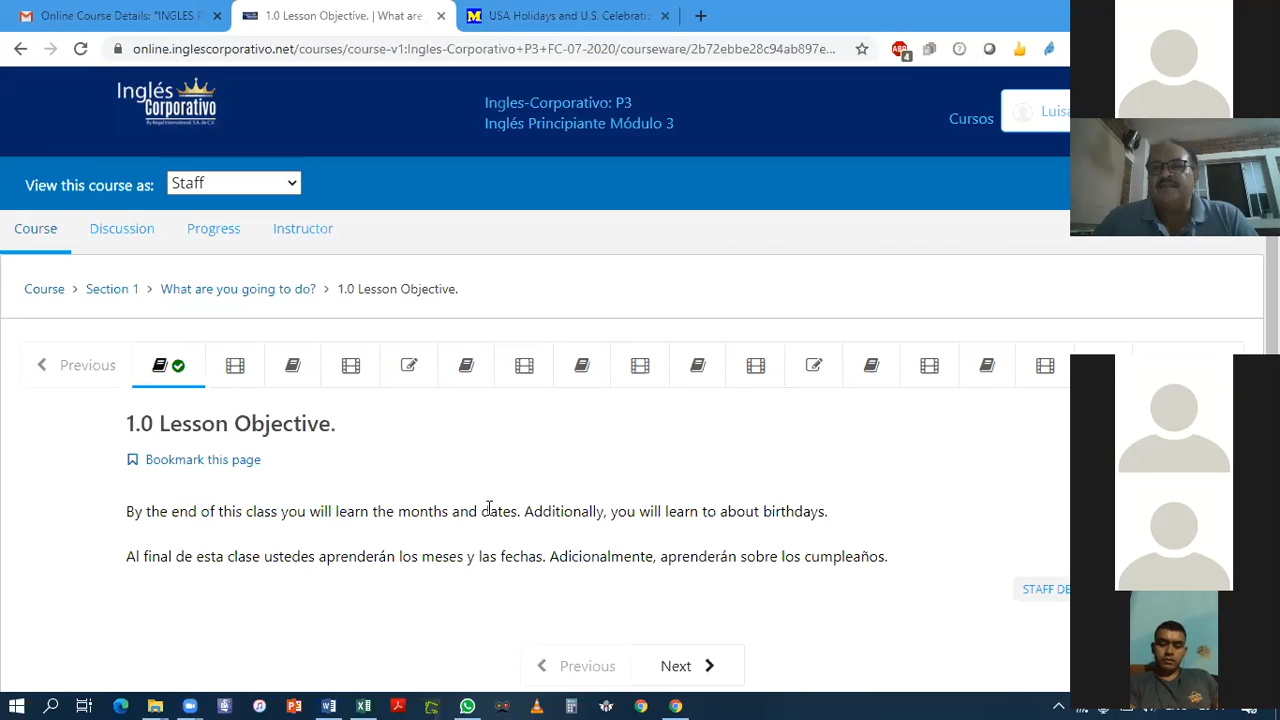 Online Course Details: "INGLES P
1.0 Lesson Objective. | What are
USA Holidays and U.S. Celebratio
online.inglescorporativo.net/courses/course-v1:Ingles-Corporativo+P3+FC-07-2020/courseware/2b72ebbe28c94ab897e...
ABP
4
Inglés
Corporativo
Ingles-Corporativo: P3
Inglés Principiante Módulo 3
Cursos
Luisa
View this course as:
Staff
Course
Discussion
Progress
Instructor
Course > Section 1 > What are you going to do? > 1.0 Lesson Objective.
Previous
1.0 Lesson Objective.
Bookmark this page
By the end of this class you will learn the months and dates. Additionally, you will learn to about birthdays.
Al final de esta clase ustedes aprenderán los meses y las fechas. Adicionalmente, aprenderán sobre los cumpleaños.
STAFF DE
Previous
Next